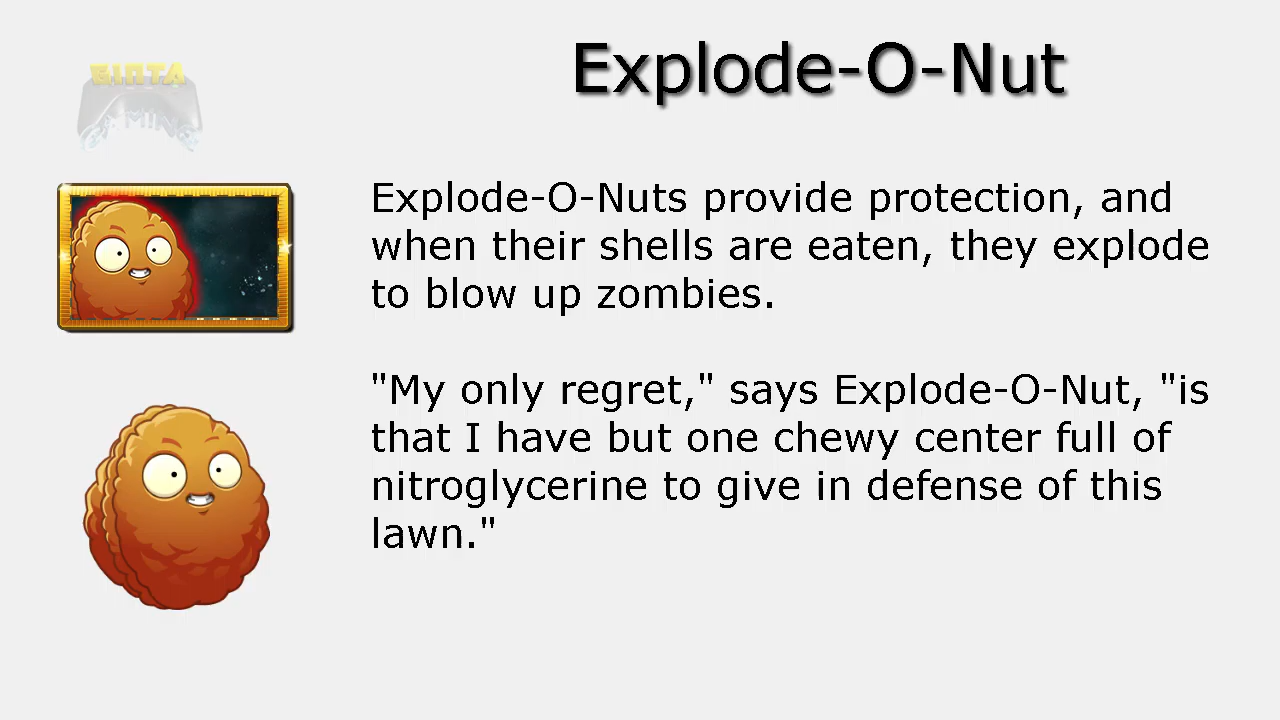 Explode-O-Nut
Explode-O-Nuts provide protection, and
when their shells are eaten, they explode
to blow up zombies.
"My only regret," says Explode-O-Nut, "is
that I have but one chewy center full of
nitroglycerine to give in defense of this
lawn."